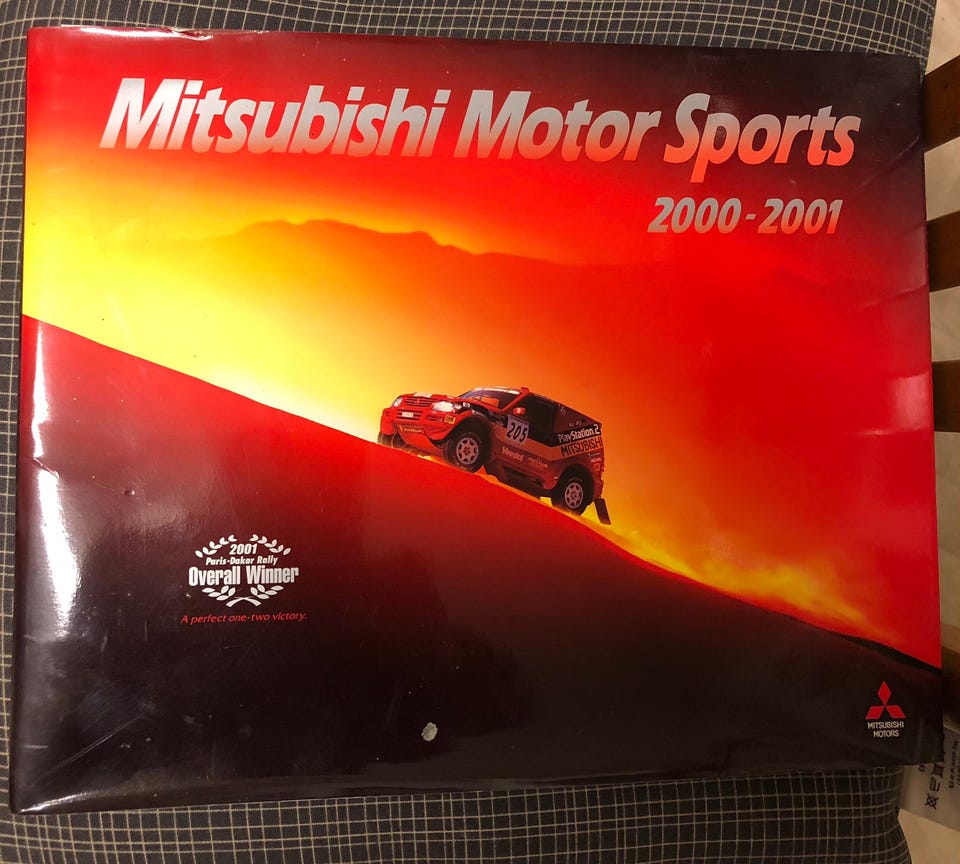 Mitsubishi Motor Sports
2000-2001
205
PlayStation 2
MITSUBISHI
Veedol
2001
Paris-Dakar Rally
Overall Winner
A perfect one-two victory.
MITSUBISHI
MOTORS